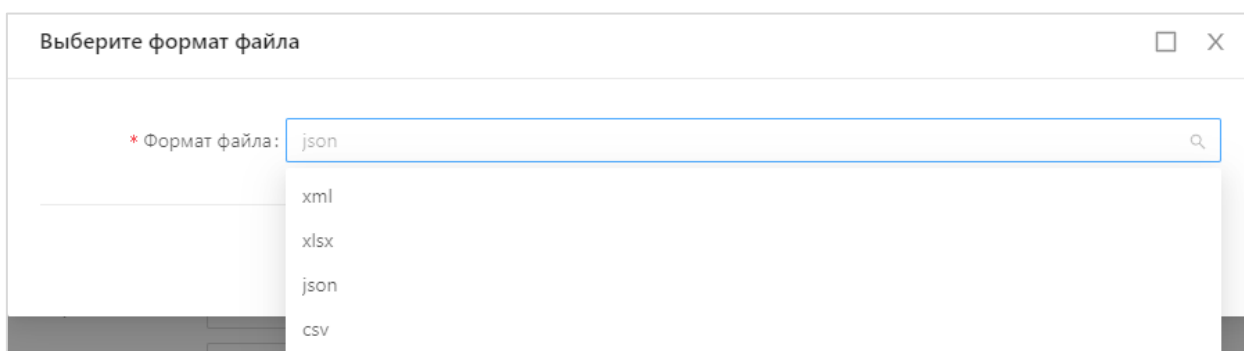 Выберите формат файла
* Формат файла: json
xml
xlsx
json
csv